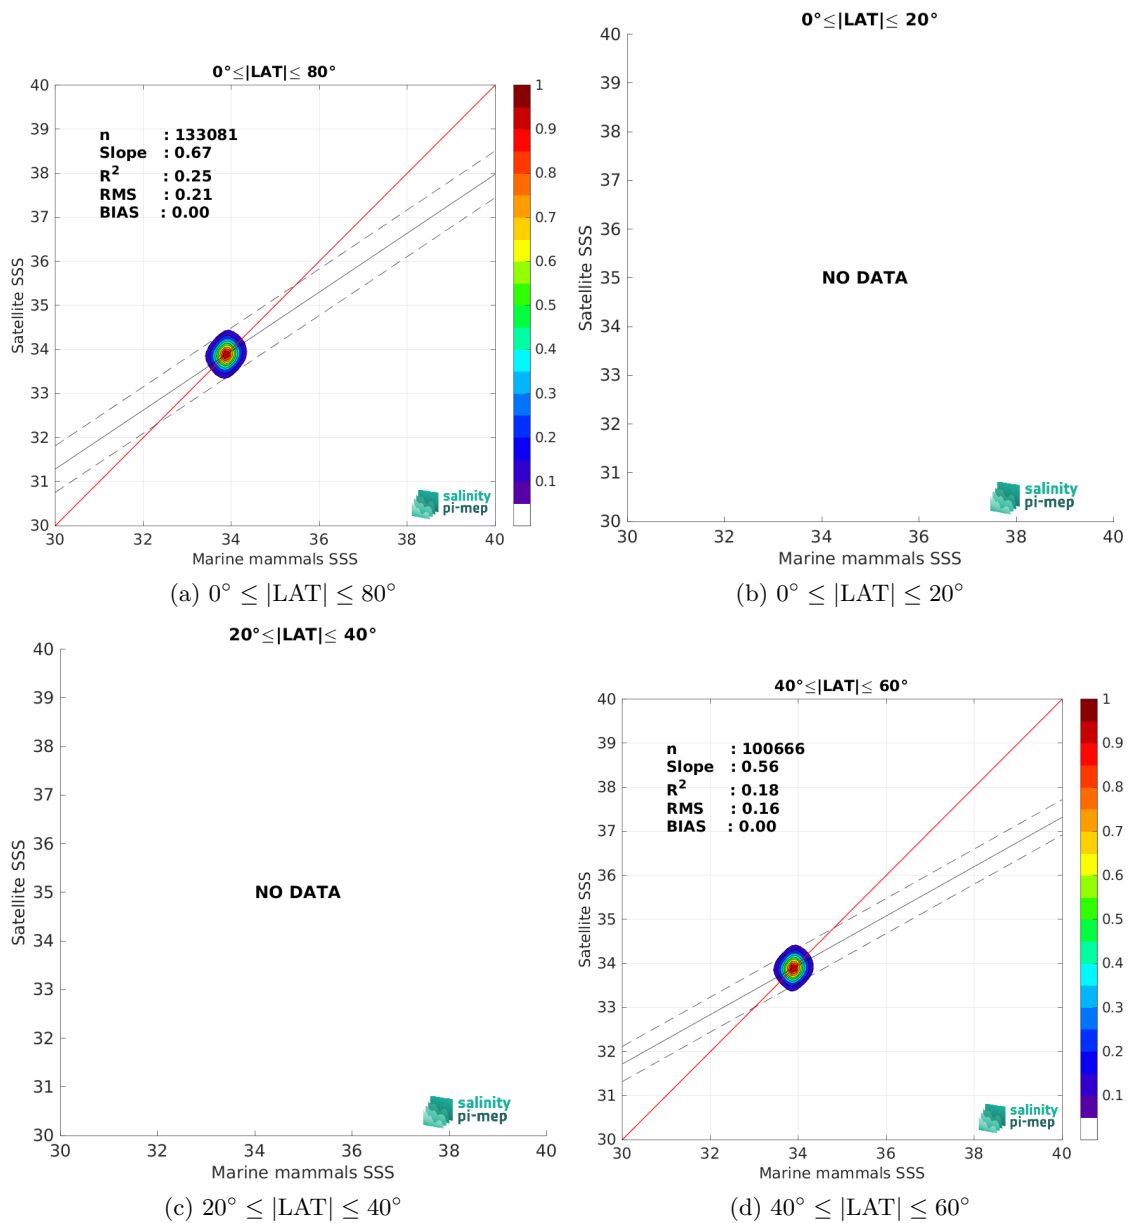 0°≤|LAT|≤ 80°
40
39
38
37
36
35
34
33
32
31
30
Satellite SSS
n : 133081
Slope : 0.67
R² : 0.25
RMS : 0.21
BIAS : 0.00
salinity
pi-mep
30 32 34 36 38 40
Marine mammals SSS
1
0.9
0.8
0.7
0.6
0.5
0.4
0.3
0.2
0.1
(a) 0° ≤ |LAT| ≤ 80°
0°≤|LAT|≤ 20°
40
39
38
37
36
35
34
33
32
31
30
Satellite SSS
NO DATA
salinity
pi-mep
30 32 34 36 38 40
Marine mammals SSS
(b) 0° ≤ |LAT| ≤ 20°
20°≤|LAT|≤ 40°
40
39
38
37
36
35
34
33
32
31
30
Satellite SSS
NO DATA
salinity
pi-mep
30 32 34 36 38 40
Marine mammals SSS
(c) 20° ≤ |LAT| ≤ 40°
40°≤|LAT|≤ 60°
40
39
38
37
36
35
34
33
32
31
30
Satellite SSS
n : 100666
Slope : 0.56
R² : 0.18
RMS : 0.16
BIAS : 0.00
salinity
pi-mep
30 32 34 36 38 40
Marine mammals SSS
1
0.9
0.8
0.7
0.6
0.5
0.4
0.3
0.2
0.1
(d) 40° ≤ |LAT| ≤ 60°